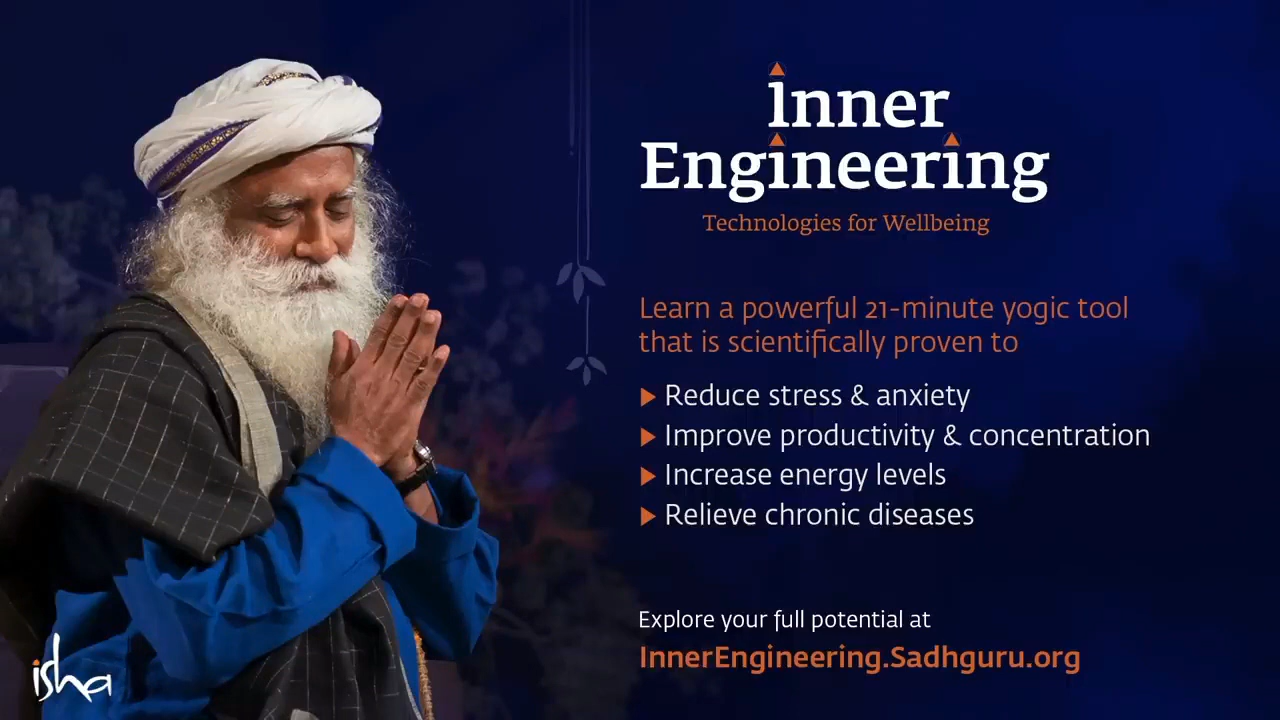 inner
Engineering
Technologies for Wellbeing
Learn a powerful 21-minute yogic tool
that is scientifically proven to
Reduce stress & anxiety
Improve productivity & concentration
Increase energy levels
Relieve chronic diseases
Explore your full potential at
InnerEngineering.Sadhguru.org
isha